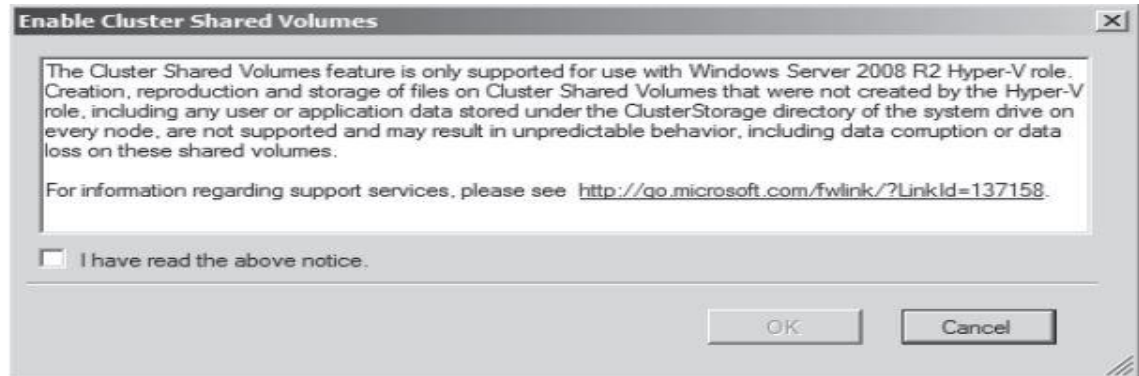 Enable Cluster Shared Volumes
The Cluster Shared Volumes feature is only supported for use with Windows Server 2008 R2 Hyper-V role.
Creation, reproduction and storage of files on Cluster Shared Volumes that were not created by the Hyper-V
role, including any user or application data stored under the ClusterStorage directory of the system drive on
every node, are not supported and may result in unpredictable behavior, including data corruption or data
loss on these shared volumes.
For information regarding support services, please see http://go.microsoft.com/fwlink/?LinkId=137158.
I have read the above notice.
OK
Cancel